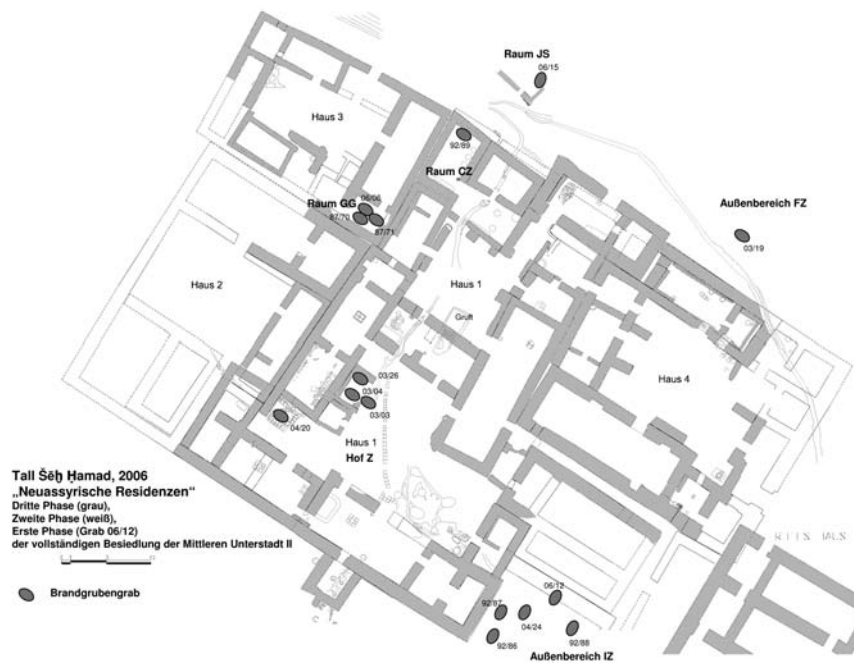 Raum JS
06/15
Haus 3
92/89
Raum CZ
Raum GG
06/06
87/70
87/71
Außenbereich FZ
03/19
Haus 2
Haus 1
Gruft
03/26
03/04
03/03
04/20
Haus 4
Haus 1
Hof Z
Tall Šēḫ Ḥamad, 2006
„Neuassyrische Residenzen“
Dritte Phase (grau),
Zweite Phase (weiß),
Erste Phase (Grab 06/12)
der vollständigen Besiedlung der Mittleren Unterstadt II
Brandgrubengrab
06/12
92/87
04/24
92/86
92/88
Außenbereich IZ